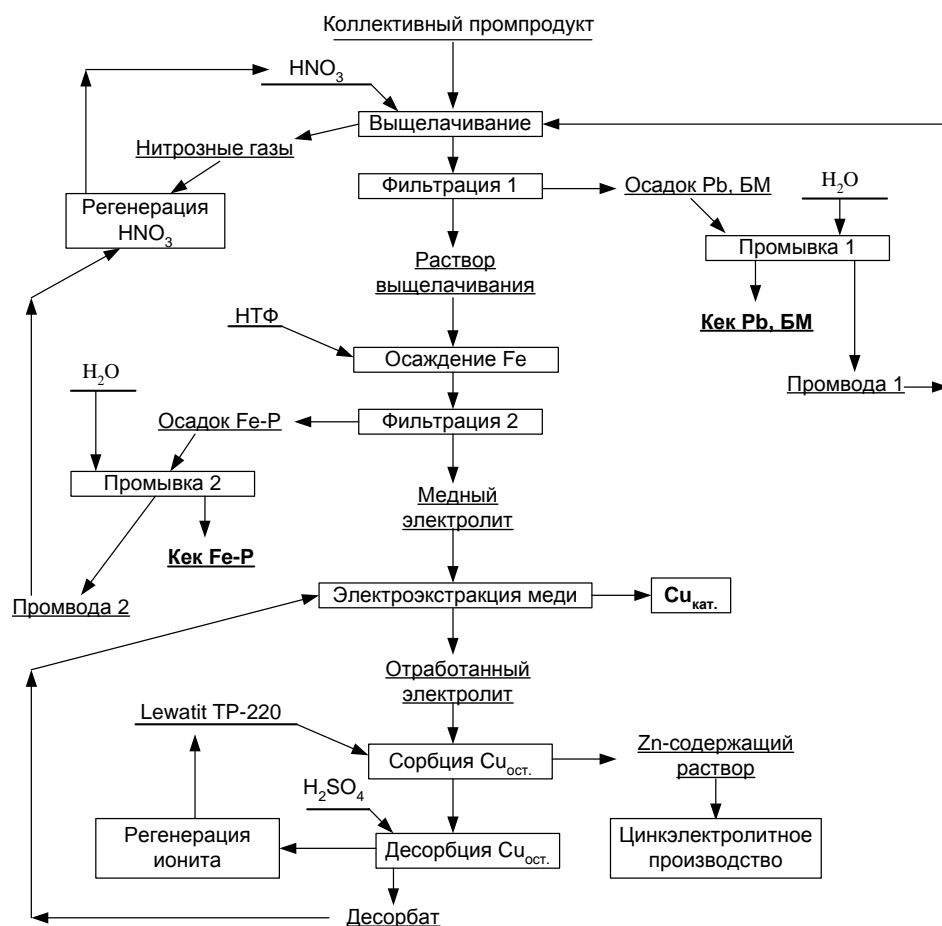 Коллективный промпродукт
HNO₃
Выщелачивание
Нитрозные газы
Фильтрация 1
Осадок Pb, БМ
H₂O
Регенерация
HNO₃
Промывка 1
Раствор
выщелачивания
Кек Pb, БМ
НТФ
Осаждение Fe
H₂O
Промвода 1
Осадок Fe-P
Фильтрация 2
Промывка 2
Медный
электролит
Кек Fe-P
Промвода 2
Электроэкстракция меди
Cuкат.
Отработанный
электролит
Lewatit TP-220
Zn-содержащий
раствор
Сорбция Cuост.
H₂SO₄
Регенерация
ионита
Десорбция Cuост.
Цинкэлектролитное
производство
Десорбат